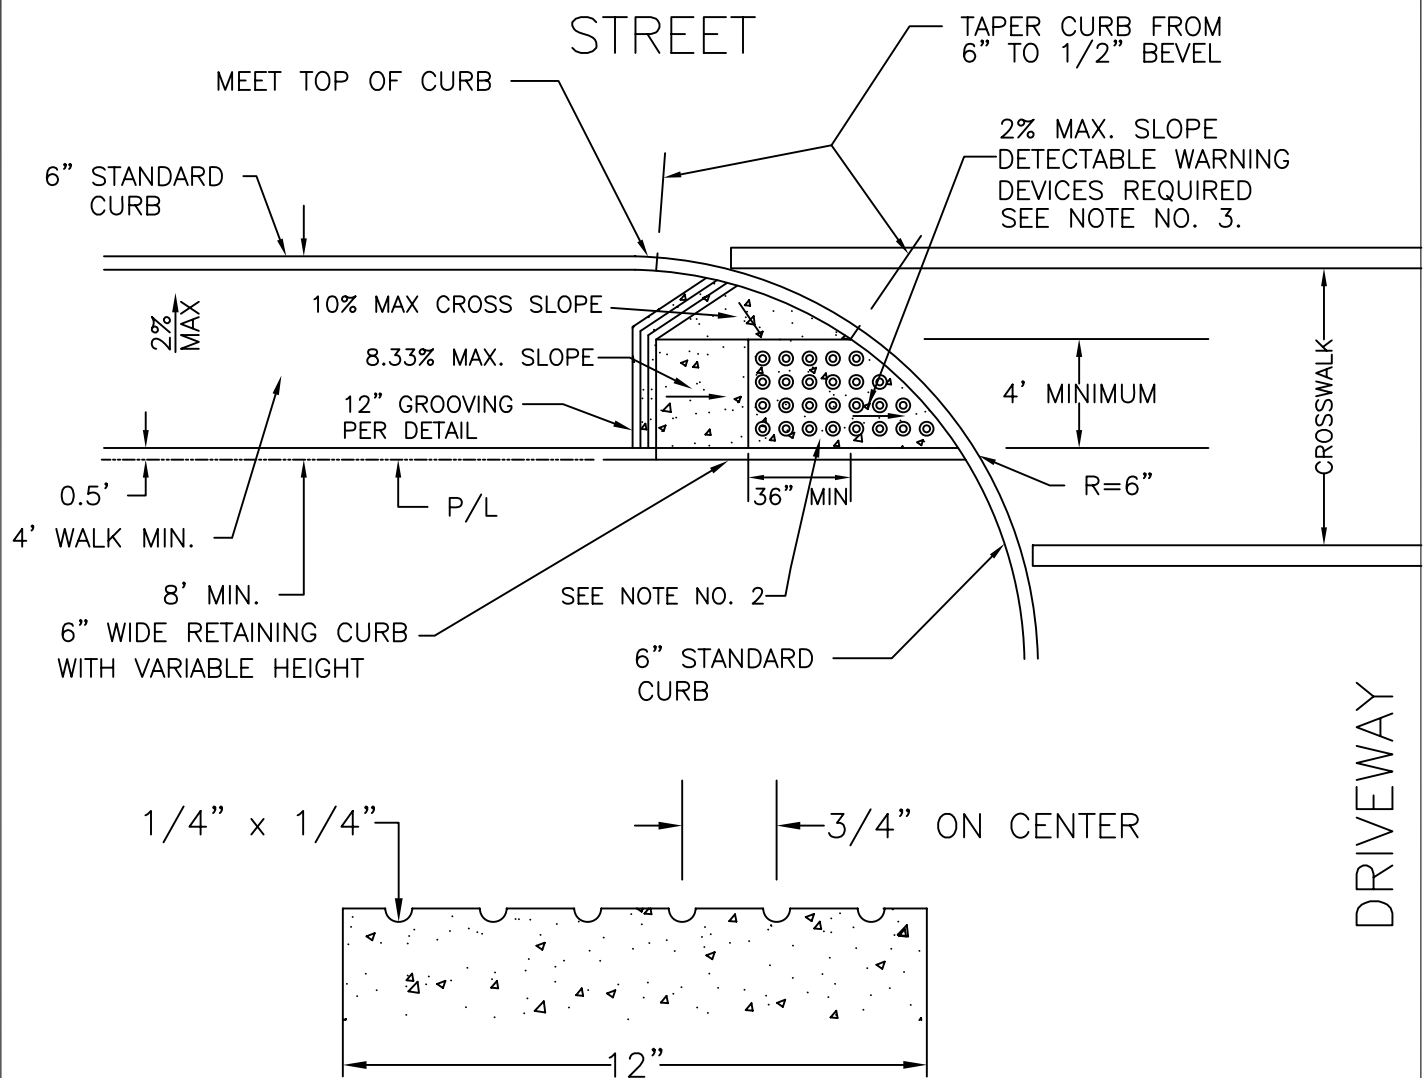 STREET
TAPER CURB FROM
6" TO 1/2" BEVEL
MEET TOP OF CURB
2% MAX. SLOPE
DETECTABLE WARNING
DEVICES REQUIRED
SEE NOTE NO. 3.
6" STANDARD
CURB
2%
MAX
10% MAX CROSS SLOPE
8.33% MAX. SLOPE
12" GROOVING
PER DETAIL
4' MINIMUM
CROSSWALK
0.5'
P/L
36" MIN
R=6"
4' WALK MIN.
8' MIN.
SEE NOTE NO. 2
6" WIDE RETAINING CURB
WITH VARIABLE HEIGHT
6" STANDARD
CURB
DRIVEWAY
1/4" x 1/4"
3/4" ON CENTER
12"